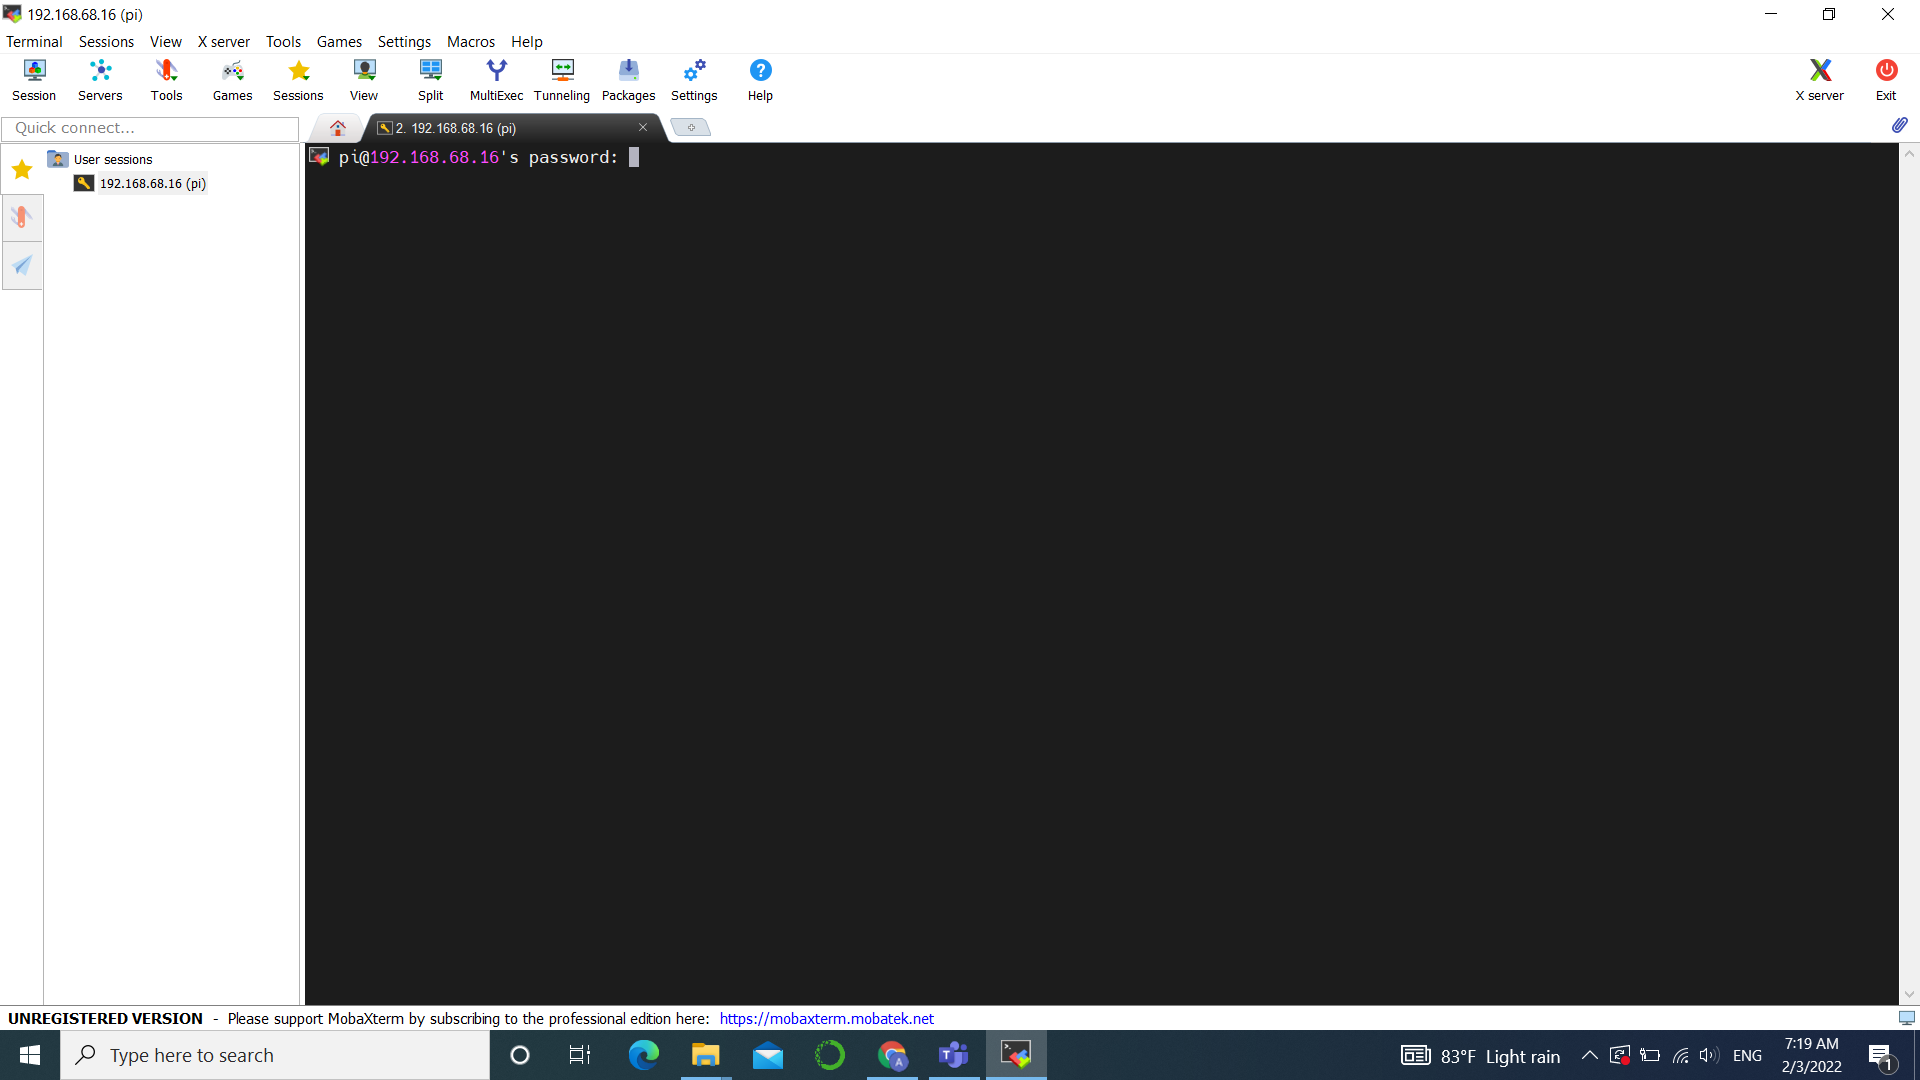 192.168.68.16 (pi)
Terminal Sessions View X server Tools Games Settings Macros Help
Session Servers Tools Games Sessions View Split MultiExec Tunneling Packages Settings Help X server Exit
Quick connect...
2. 192.168.68.16 (pi)
User sessions
192.168.68.16 (pi)
pi@192.168.68.16's password:
UNREGISTERED VERSION - Please support MobaXterm by subscribing to the professional edition here: https://mobaxterm.mobatek.net
Type here to search
83°F Light rain
ENG
7:19 AM
2/3/2022
1